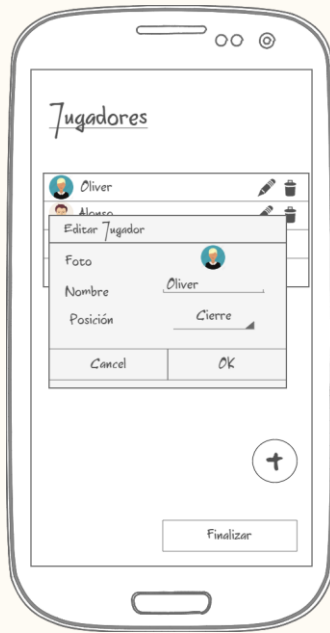 Jugadores
Oliver
Alonso
Editar Jugador
Foto
Nombre Oliver
Posición Cierre
Cancel OK
+
Finalizar